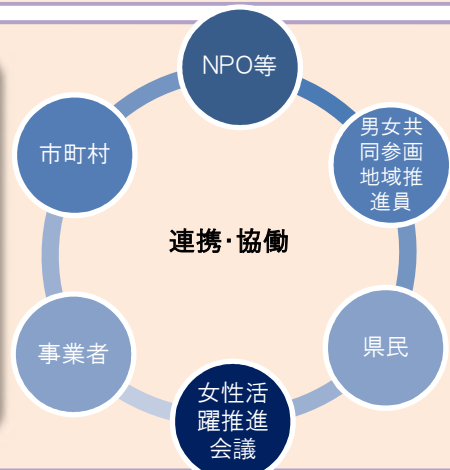 NPO等
男女共
同参画
地域推
進員
県民
女性活
躍推進
会議
事業者
市町村
連携・協働